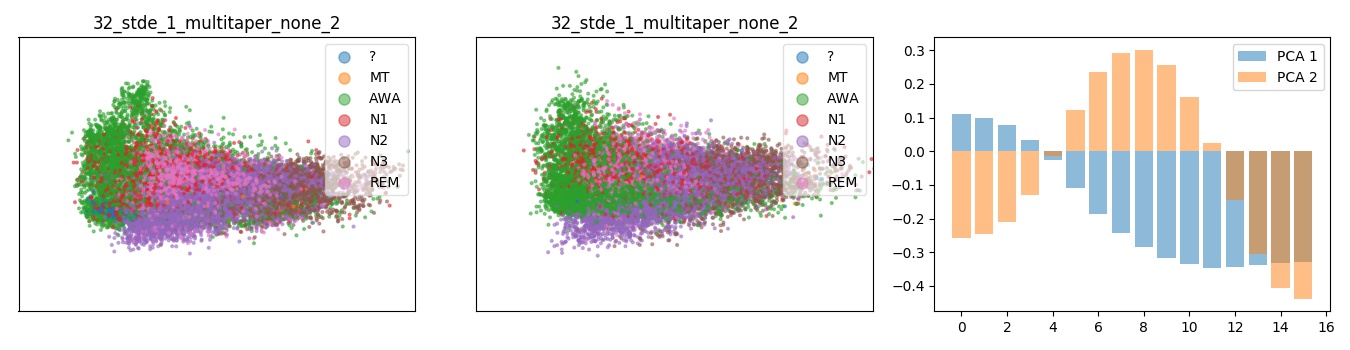 32_stde_1_multitaper_none_2
?
MT
AWA
N1
N2
N3
REM
32_stde_1_multitaper_none_2
?
MT
AWA
N1
N2
N3
REM
0.3
0.2
0.1
0.0
−0.1
−0.2
−0.3
−0.4
0 2 4 6 8 10 12 14 16
PCA 1
PCA 2